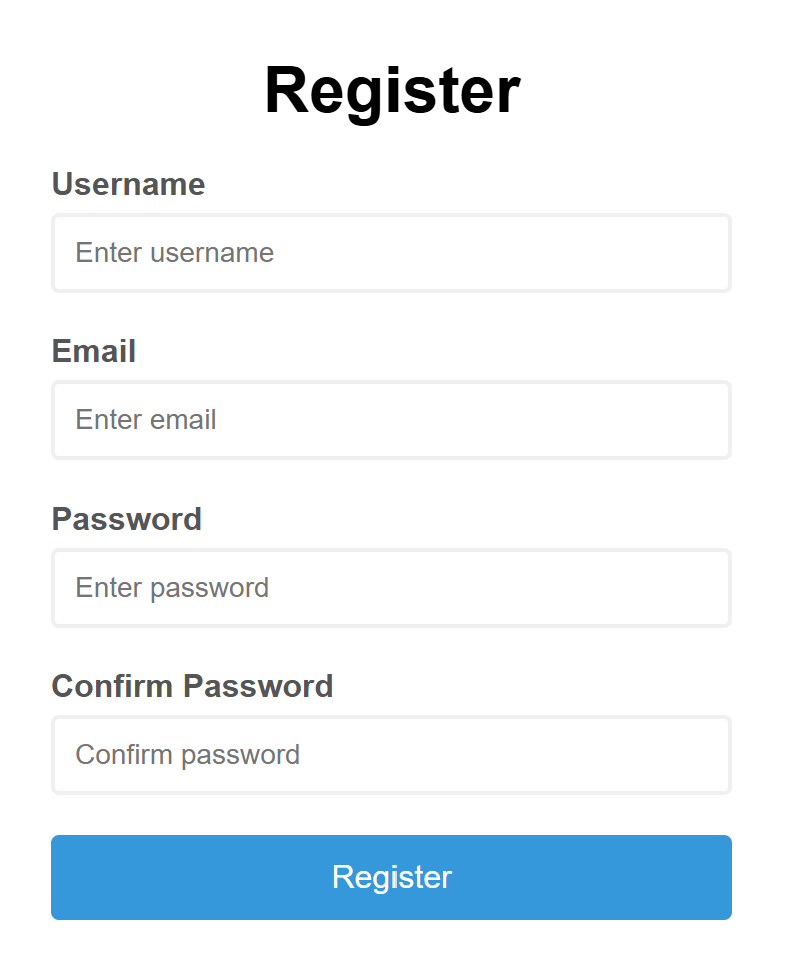 Register
Username
Enter username
Email
Enter email
Password
Enter password
Confirm Password
Confirm password
Register